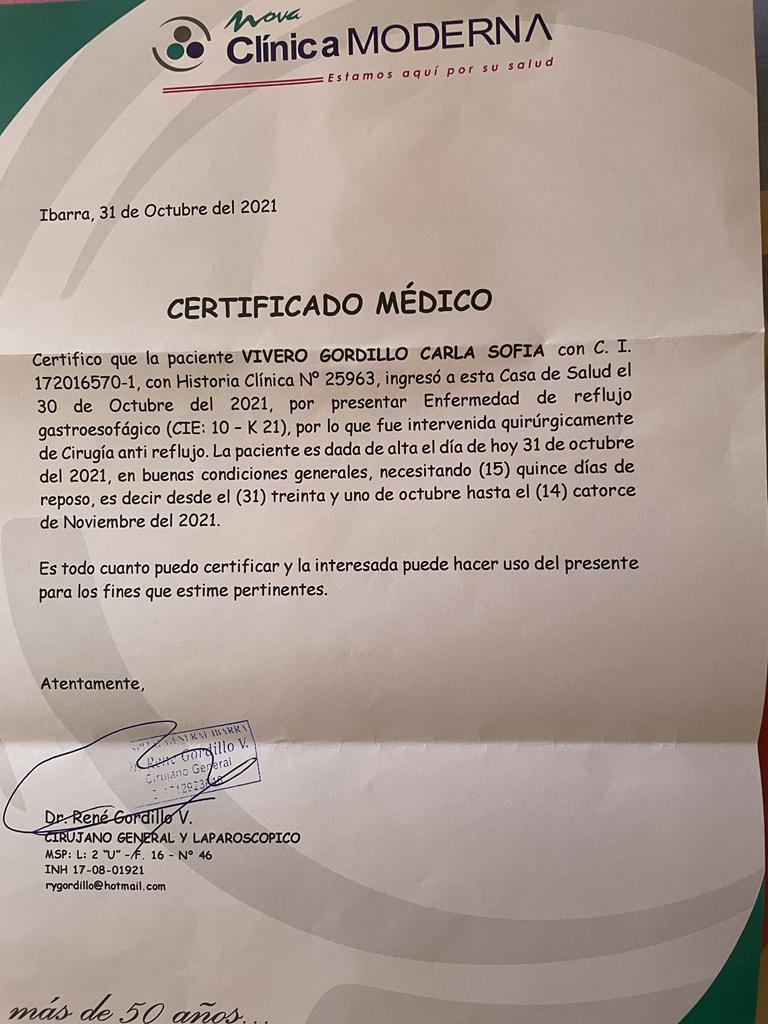 Nova
Clínica MODERNA
Estamos aquí por su salud
Ibarra, 31 de Octubre del 2021
CERTIFICADO MÉDICO
Certifico que la paciente VIVERO GORDILLO CARLA SOFIA con C. I.
172016570-1, con Historia Clínica Nº 25963, ingresó a esta Casa de Salud el
30 de Octubre del 2021, por presentar Enfermedad de reflujo
gastroesofágico (CIE: 10 – K 21), por lo que fue intervenida quirúrgicamente
de Cirugía anti reflujo. La paciente es dada de alta el día de hoy 31 de octubre
del 2021, en buenas condiciones generales, necesitando (15) quince días de
reposo, es decir desde el (31) treinta y uno de octubre hasta el (14) catorce
de Noviembre del 2021.
Es todo cuanto puedo certificar y la interesada puede hacer uso del presente
para los fines que estime pertinentes.
Atentamente,
IBARRA
René Gordillo V.
Cirujano General
Dr. René Gordillo V.
CIRUJANO GENERAL Y LAPAROSCOPICO
MSP: L: 2 "U" – F. 16 - Nº 46
INH 17-08-01921
rygordillo@hotmail.com
más de 50 años...